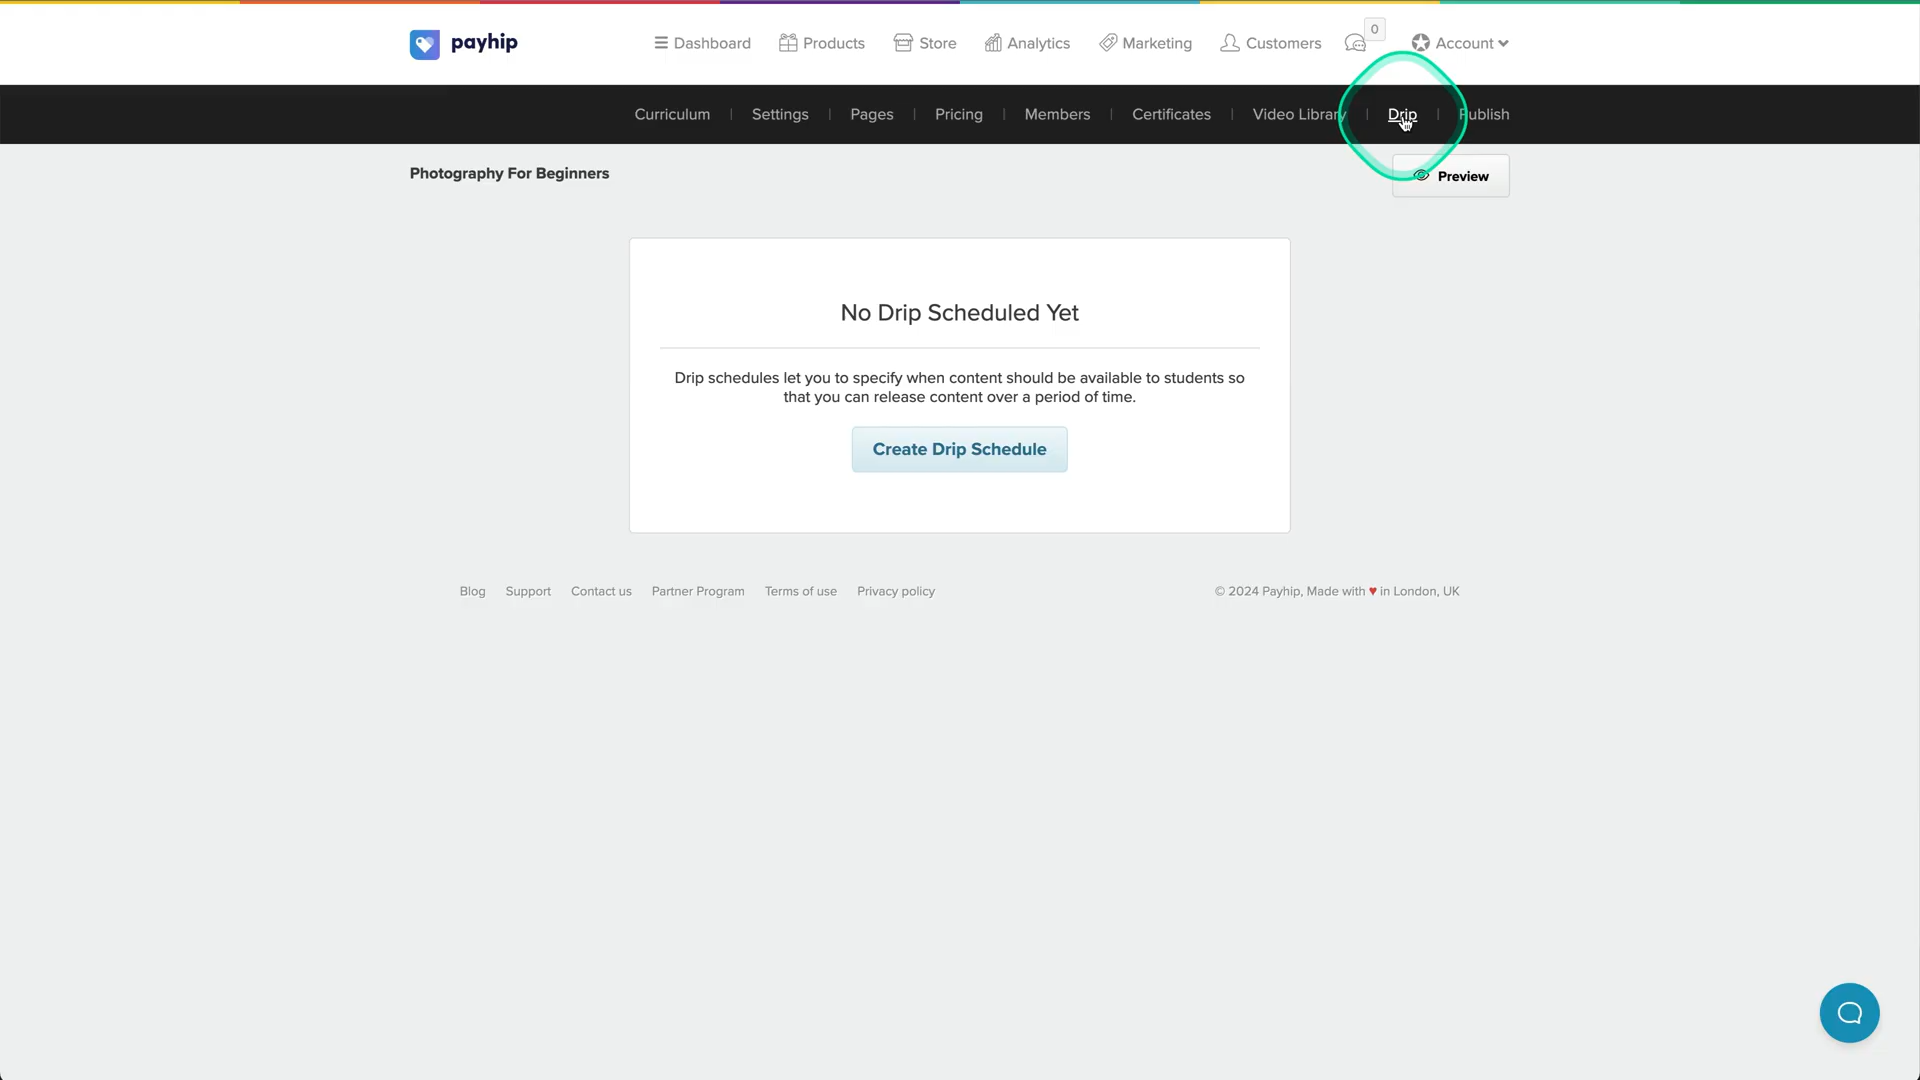 payhip
Dashboard Products Store Analytics Marketing Customers 0 Account
Curriculum | Settings | Pages | Pricing | Members | Certificates | Video Library | Drip | Publish
Photography For Beginners
Preview
No Drip Scheduled Yet
Drip schedules let you to specify when content should be available to students so
that you can release content over a period of time.
Create Drip Schedule
Blog Support Contact us Partner Program Terms of use Privacy policy © 2024 Payhip, Made with ♥ in London, UK